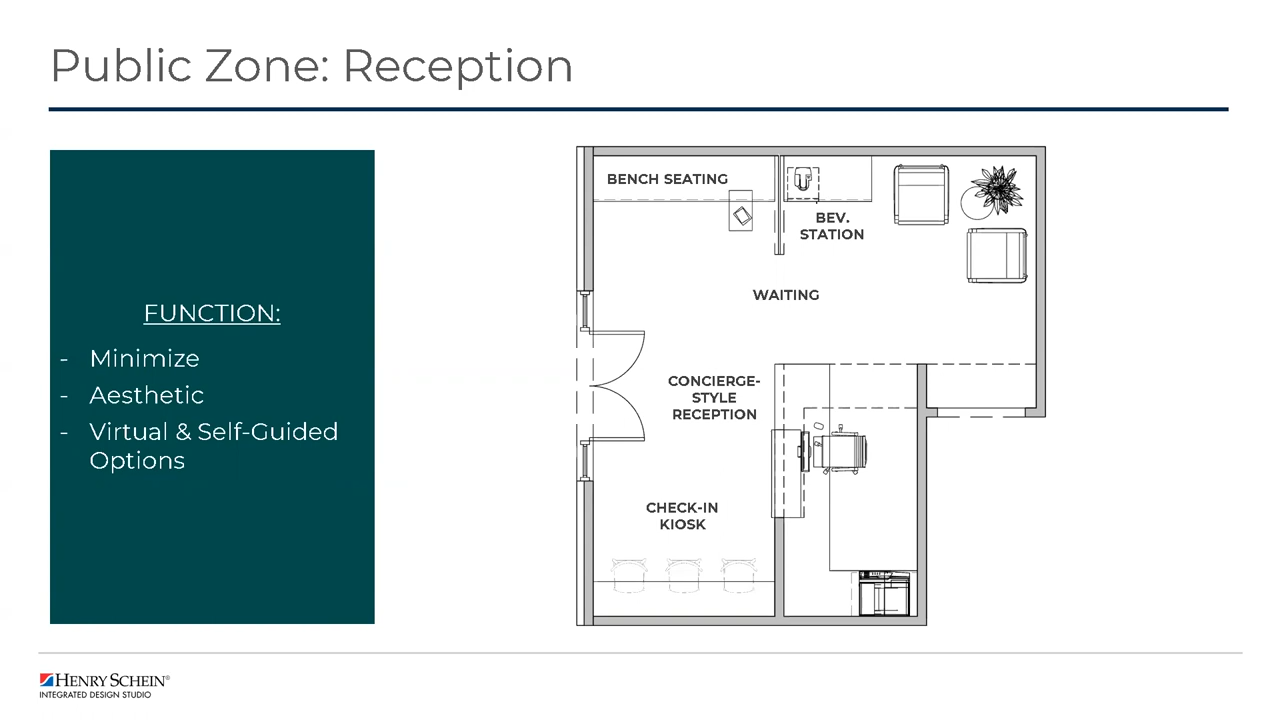 Public Zone: Reception
FUNCTION:
- Minimize
- Aesthetic
- Virtual & Self-Guided
Options
BENCH SEATING
BEV.
STATION
WAITING
CONCIERGE-
STYLE
RECEPTION
CHECK-IN
KIOSK
HENRY SCHEIN®
INTEGRATED DESIGN STUDIO